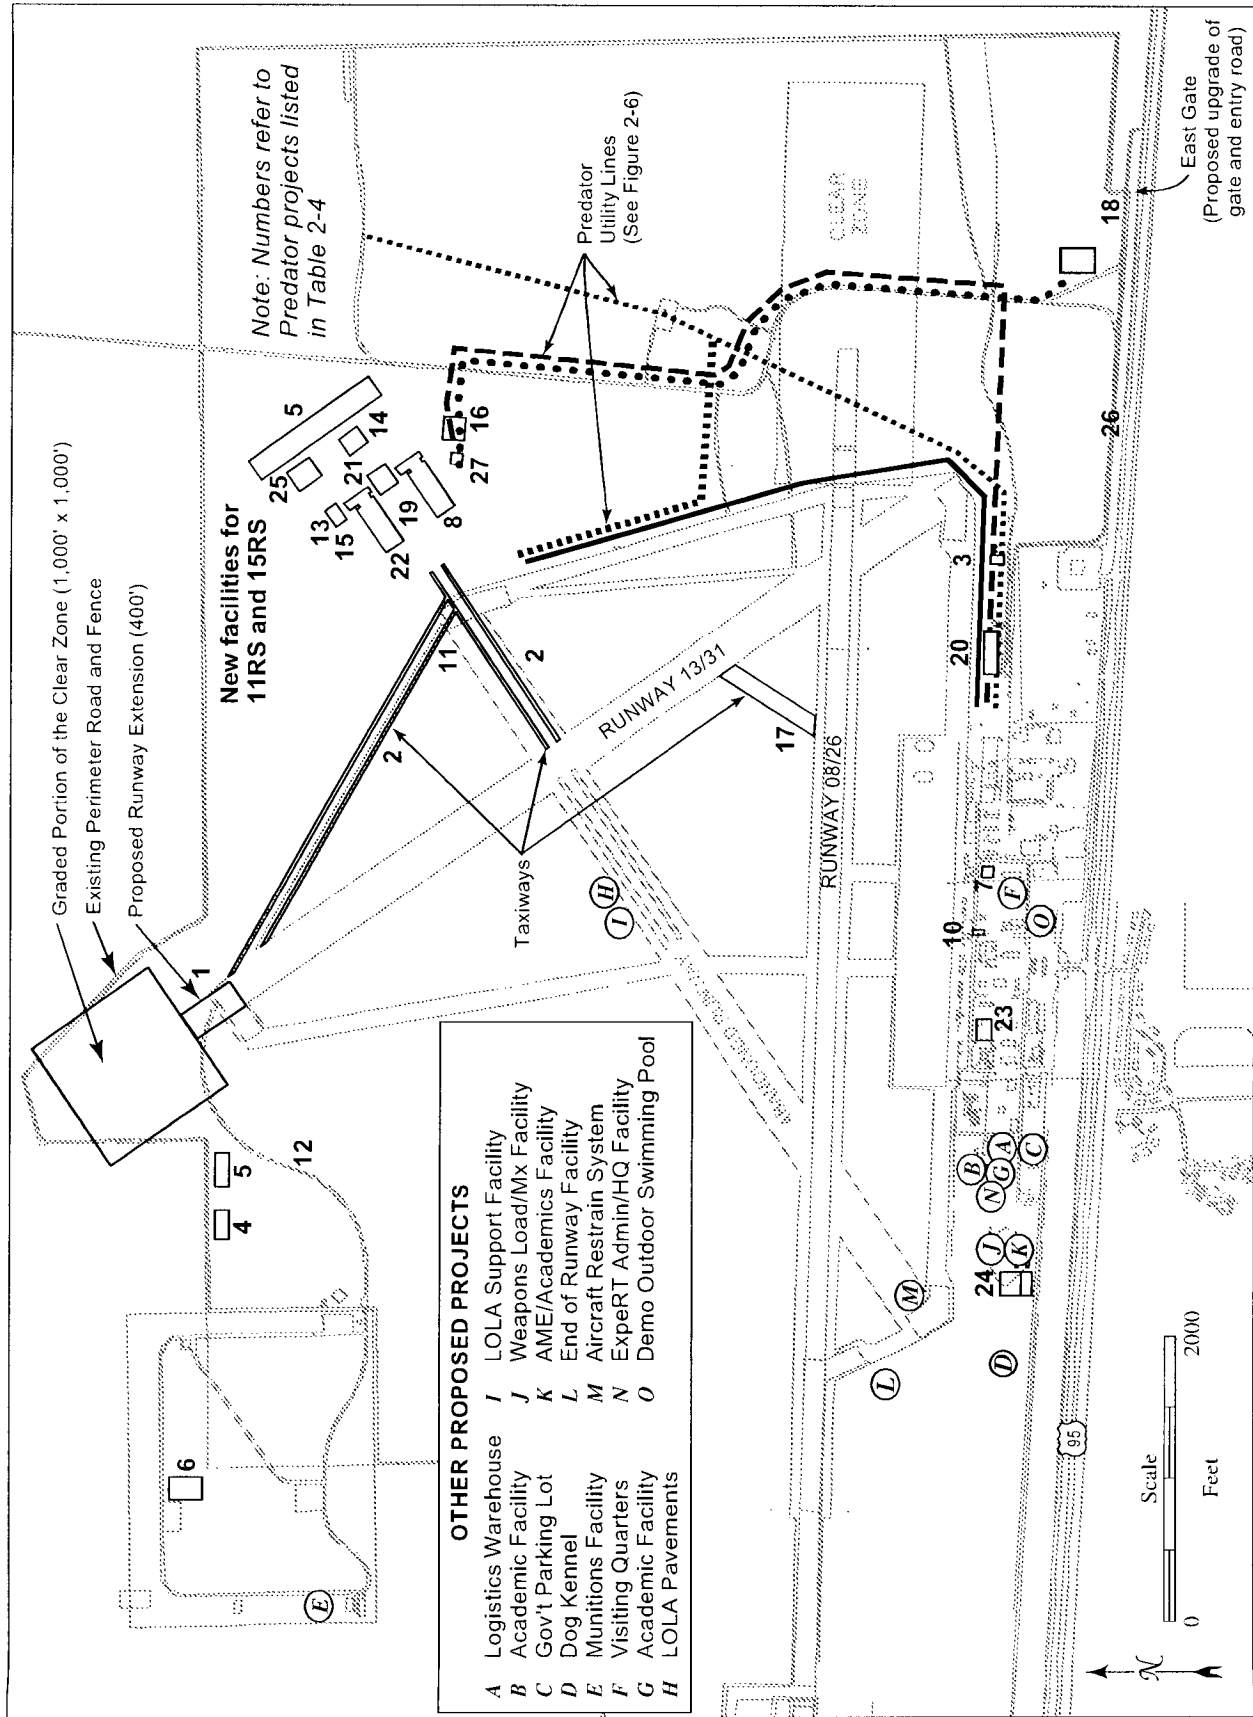 Graded Portion of the Clear Zone (1,000' x 1,000')
Existing Perimeter Road and Fence
Proposed Runway Extension (400')
Note: Numbers refer to
Predator projects listed
in Table 2-4
New facilities for
11RS and 15RS
1
2
2
11
12
4
5
6
5
25
14
21
13
15
19
22
8
16
27
Predator
Utility Lines
(See Figure 2-6)
CLEAR
ZONE
Taxiways
RUNWAY 13/31
17
RUNWAY 08/26
ABANDONED RUNWAY
I
H
E
M
L
D
3
20
7
10
F
O
23
B
A
N
G
C
J
K
24
18
26
East Gate
(Proposed upgrade of
gate and entry road)
95
OTHER PROPOSED PROJECTS
A Logistics Warehouse
B Academic Facility
C Gov't Parking Lot
D Dog Kennel
E Munitions Facility
F Visiting Quarters
G Academic Facility
H LOLA Pavements
I LOLA Support Facility
J Weapons Load/Mx Facility
K AME/Academics Facility
L End of Runway Facility
M Aircraft Restrain System
N ExpeRT Admin/HQ Facility
O Demo Outdoor Swimming Pool
N
Scale
0
2000
Feet